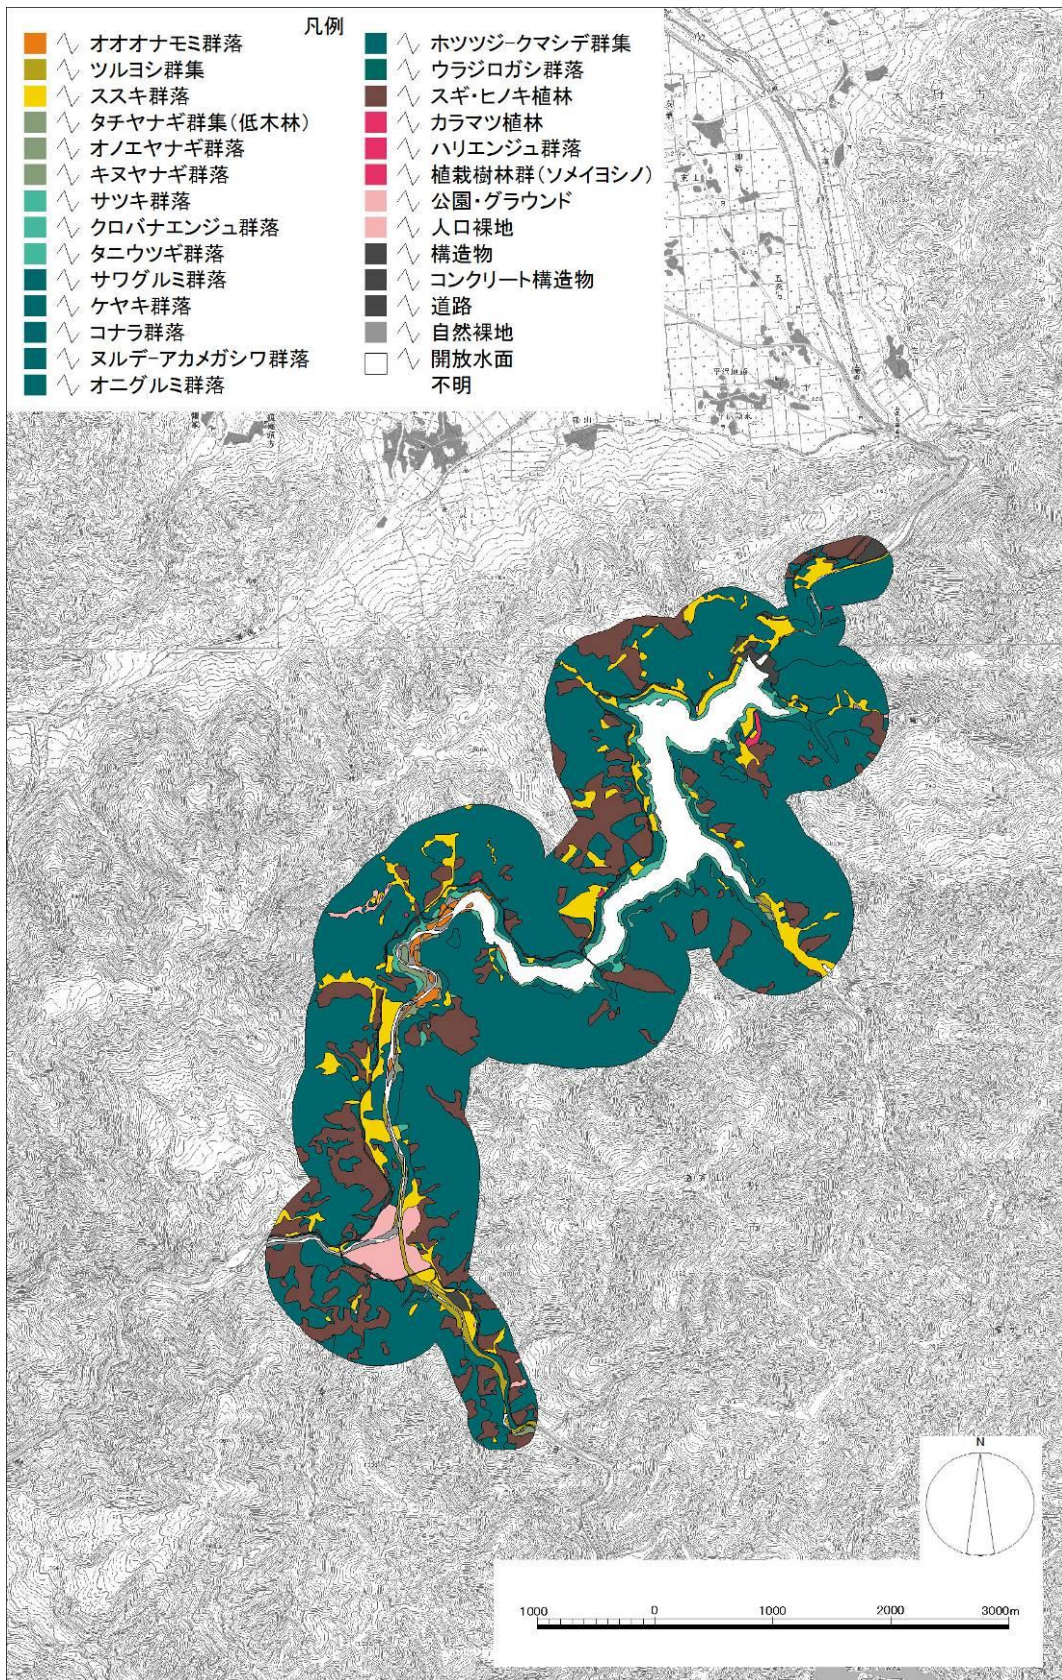 凡例
オオオナモミ群落
ツルヨシ群集
ススキ群落
タチヤナギ群集(低木林)
オノエヤナギ群落
キヌヤナギ群落
サツキ群落
クロバナエンジュ群落
タニウツギ群落
サワグルミ群落
ケヤキ群落
コナラ群落
ヌルデ-アカメガシワ群落
オニグルミ群落
ホツツジ-クマシデ群集
ウラジロガシ群落
スギ・ヒノキ植林
カラマツ植林
ハリエンジュ群落
植栽樹林群(ソメイヨシノ)
公園・グラウンド
人口裸地
構造物
コンクリート構造物
道路
自然裸地
開放水面
不明
N
1000 0 1000 2000 3000m